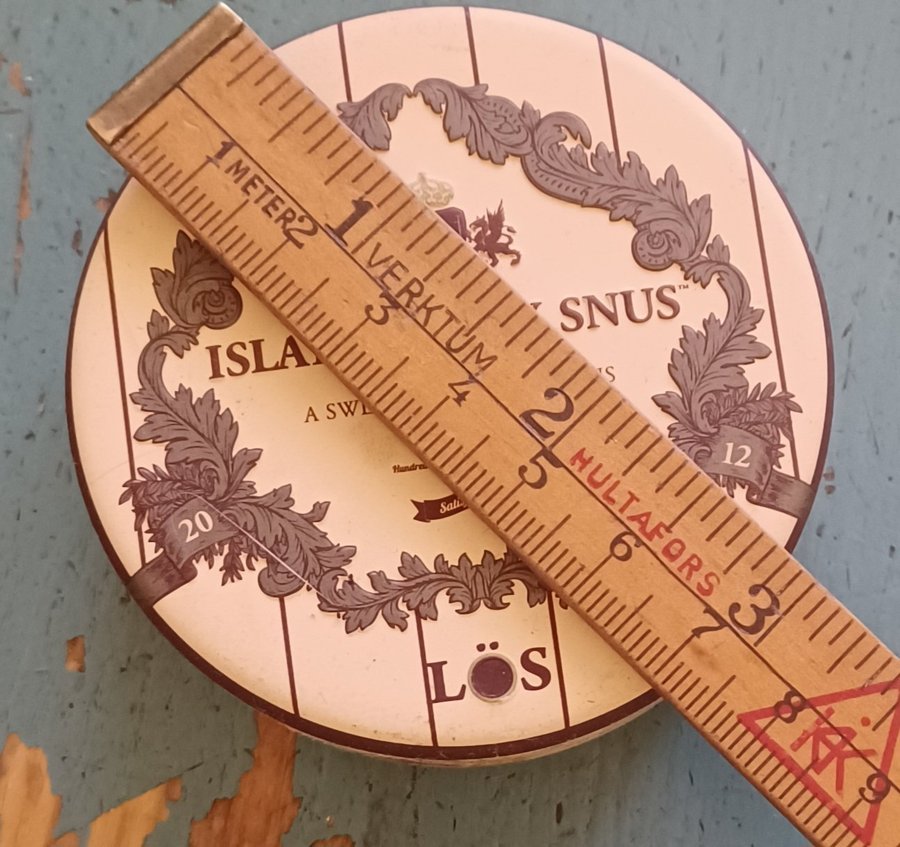 1 METER 2
1 VERKTUM
3
4
2
5
HULTAFORS
6
3
7
8
9
SNUS™
ISLA
A SW
12
20
LÖS